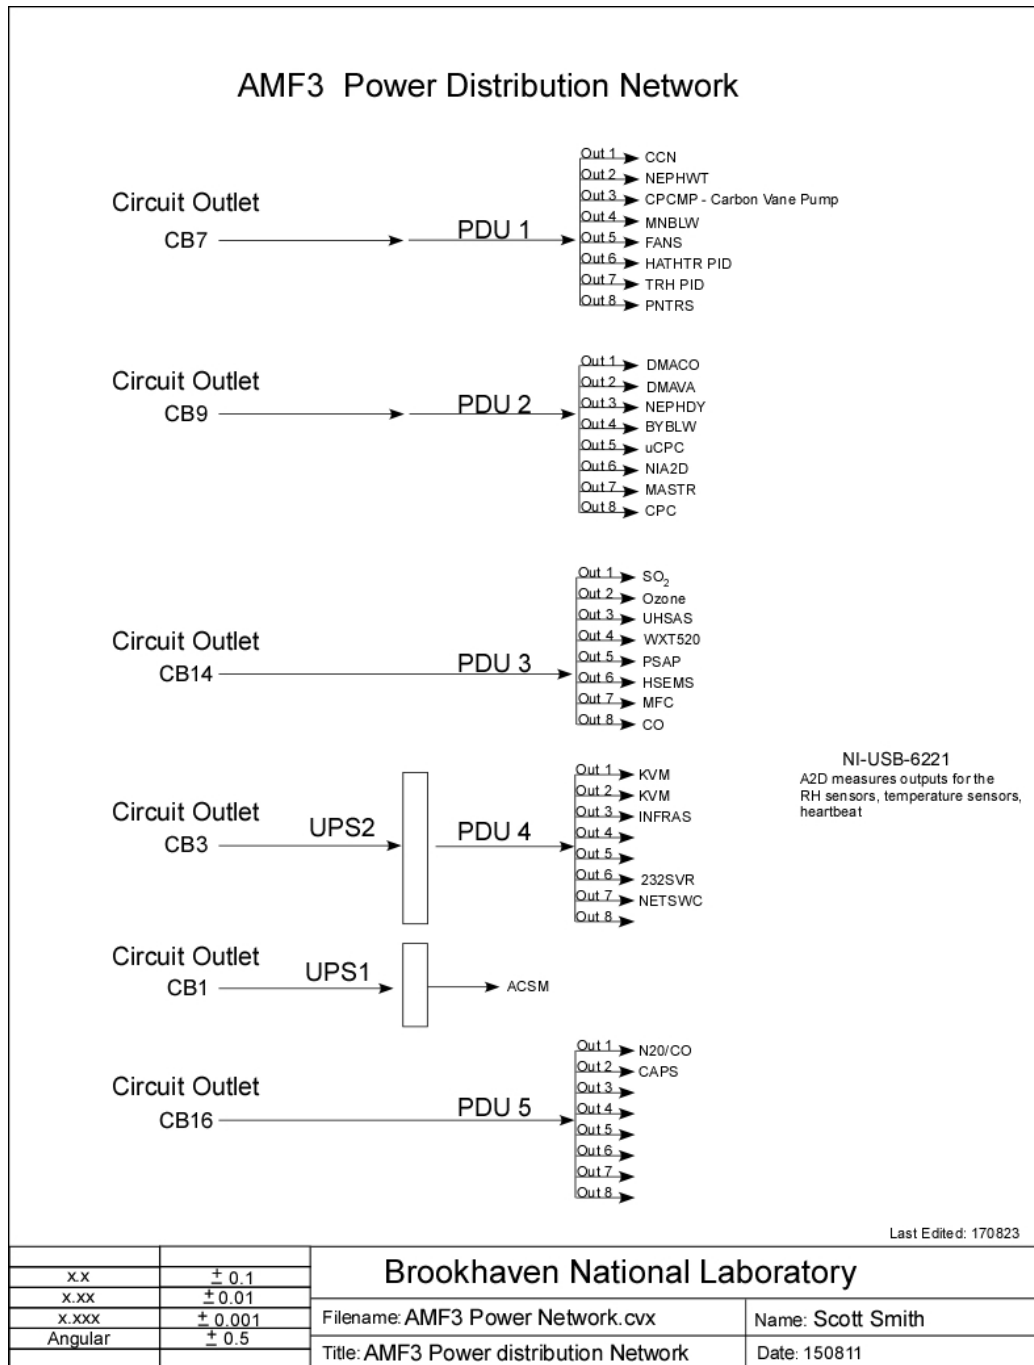 AMF3 Power Distribution Network
Circuit Outlet
CB7
PDU 1
Out 1 CCN
Out 2 NEPHWT
Out 3 CPCMP - Carbon Vane Pump
Out 4 MNBLW
Out 5 FANS
Out 6 HATHTR PID
Out 7 TRH PID
Out 8 PNTRS
Circuit Outlet
CB9
PDU 2
Out 1 DMACO
Out 2 DMAVA
Out 3 NEPHDY
Out 4 BYBLW
Out 5 uCPC
Out 6 NIA2D
Out 7 MASTR
Out 8 CPC
Circuit Outlet
CB14
PDU 3
Out 1 SO2
Out 2 Ozone
Out 3 UHSAS
Out 4 WXT520
Out 5 PSAP
Out 6 HSEMS
Out 7 MFC
Out 8 CO
NI-USB-6221
A2D measures outputs for the
RH sensors, temperature sensors,
heartbeat
Circuit Outlet
CB3
UPS2
PDU 4
Out 1 KVM
Out 2 KVM
Out 3 INFRAS
Out 4
Out 5
Out 6 232SVR
Out 7 NETSWC
Out 8
Circuit Outlet
CB1
UPS1
ACSM
Circuit Outlet
CB16
PDU 5
Out 1 N20/CO
Out 2 CAPS
Out 3
Out 4
Out 5
Out 6
Out 7
Out 8
Last Edited: 170823
x.x ± 0.1
x.xx ± 0.01
x.xxx ± 0.001
Angular ± 0.5
Brookhaven National Laboratory
Filename: AMF3 Power Network.cvx
Name: Scott Smith
Title: AMF3 Power distribution Network
Date: 150811